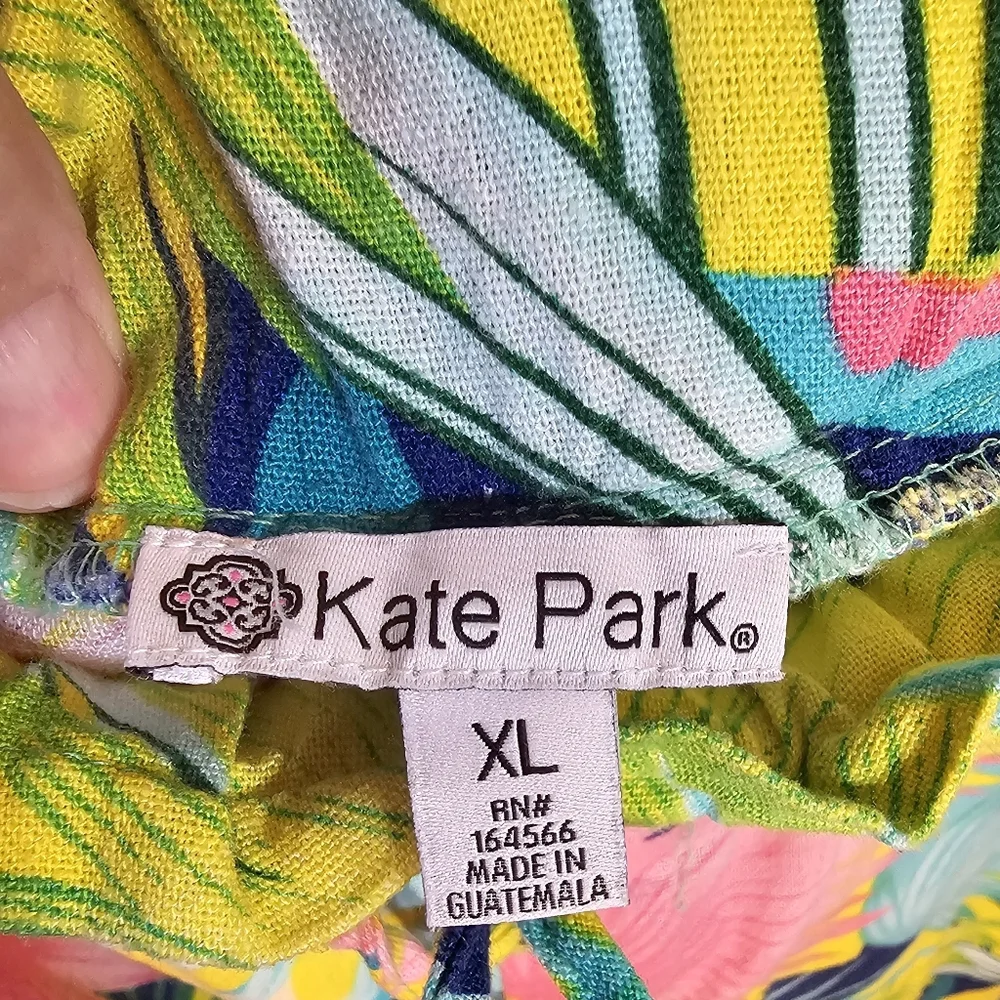 Kate Park®
XL
RN#
164566
MADE IN
GUATEMALA